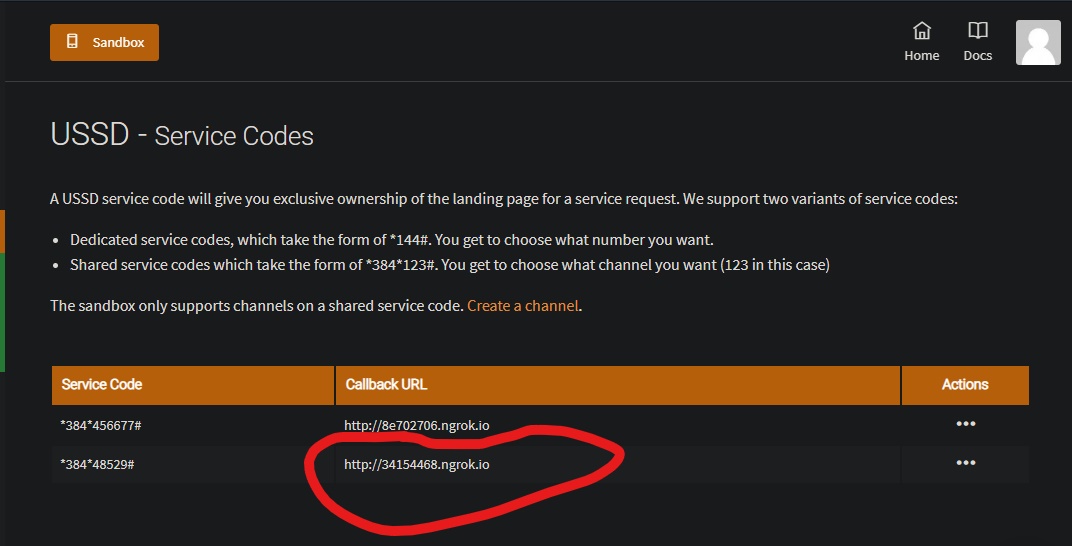 Sandbox
Home
Docs
USSD - Service Codes
A USSD service code will give you exclusive ownership of the landing page for a service request. We support two variants of service codes:
Dedicated service codes, which take the form of *144#. You get to choose what number you want.
Shared service codes which take the form of *384*123#. You get to choose what channel you want (123 in this case)
The sandbox only supports channels on a shared service code. Create a channel.
Service Code Callback URL Actions
*384*456677# http://8e702706.ngrok.io
*384*48529# http://34154468.ngrok.io